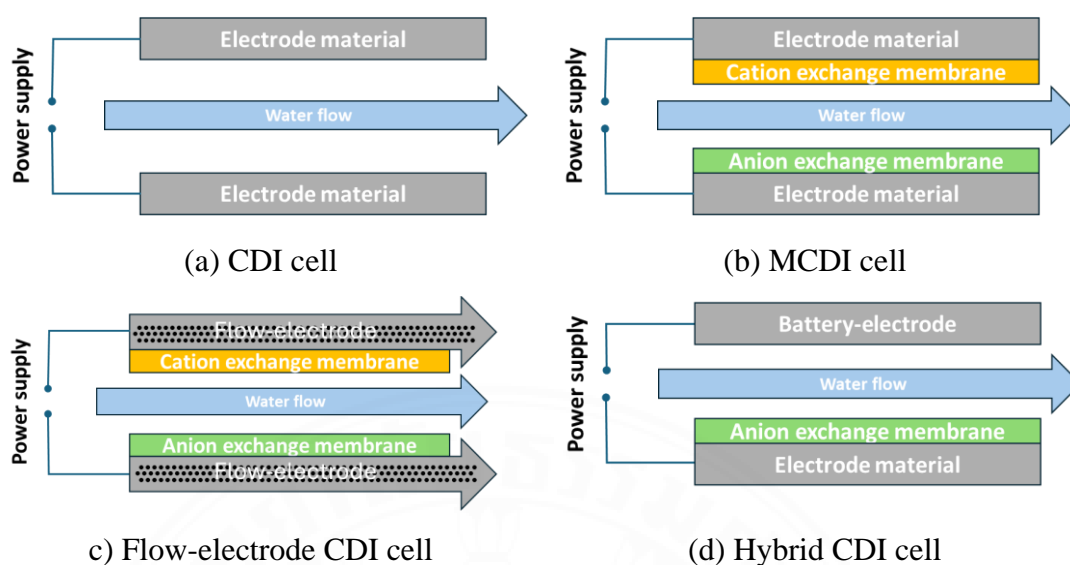 Power supply
Electrode material
Water flow
Electrode material
(a) CDI cell
Power supply
Electrode material
Cation exchange membrane
Water flow
Anion exchange membrane
Electrode material
(b) MCDI cell
Power supply
Flow-electrode
Cation exchange membrane
Water flow
Anion exchange membrane
Flow-electrode
c) Flow-electrode CDI cell
Power supply
Battery-electrode
Water flow
Anion exchange membrane
Electrode material
(d) Hybrid CDI cell